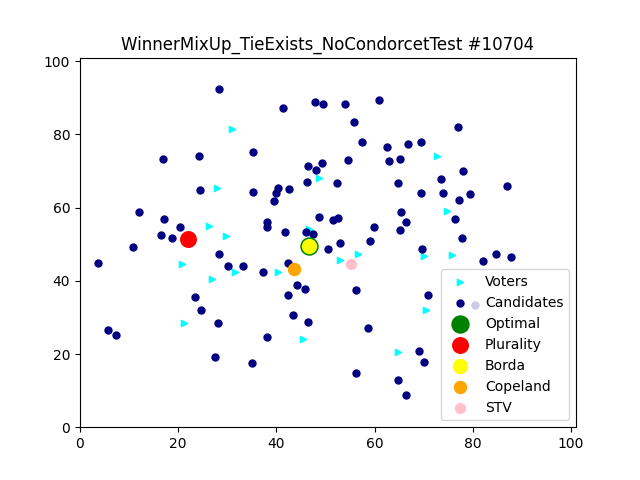 WinnerMixUp_TieExists_NoCondorcetTest #10704
100
80
60
40
20
0
0
20
40
60
80
100
Voters
Candidates
Optimal
Plurality
Borda
Copeland
STV